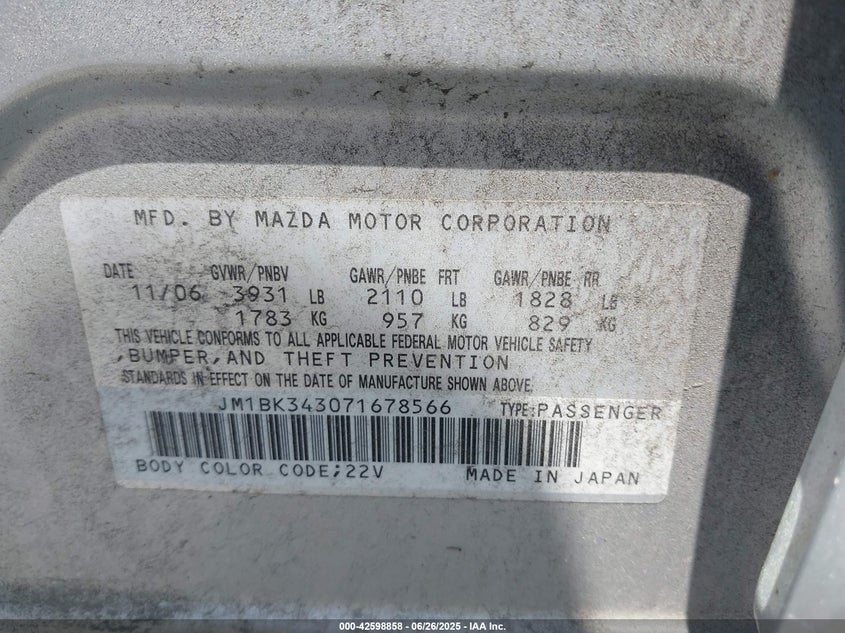 MFD. BY MAZDA MOTOR CORPORATION
DATE GVWR/PNBV GAWR/PNBE FRT GAWR/PNBE RR
11/06 3931 LB 2110 LB 1828 LB
1783 KG 957 KG 829 KG
THIS VEHICLE CONFORMS TO ALL APPLICABLE FEDERAL MOTOR VEHICLE SAFETY
,BUMPER,AND THEFT PREVENTION
STANDARDS IN EFFECT ON THE DATE OF MANUFACTURE SHOWN ABOVE.
JM1BK343071678566 TYPE:PASSENGER
BODY COLOR CODE;22V MADE IN JAPAN
000-42598858 - 06/26/2025 - IAA Inc.